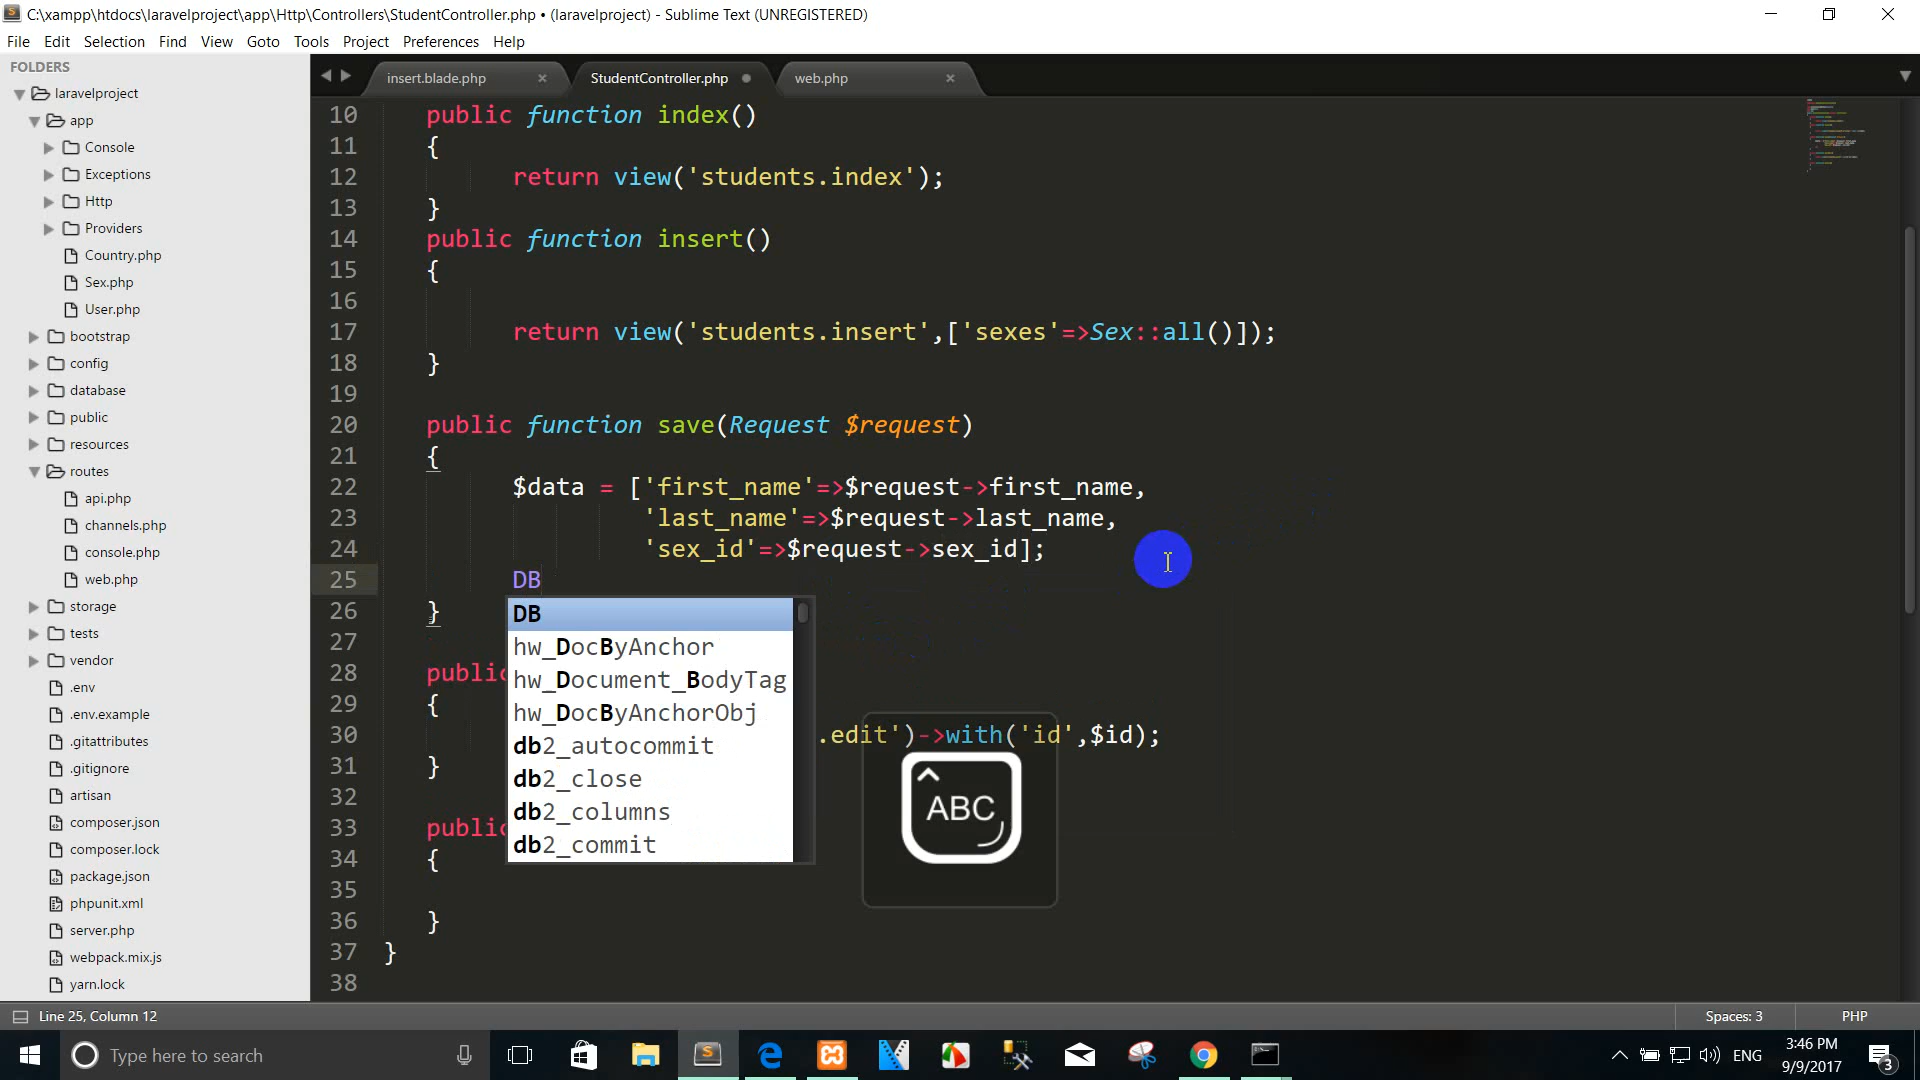 C:\xampp\htdocs\laravelproject\app\Http\Controllers\StudentController.php • (laravelproject) - Sublime Text (UNREGISTERED)
File Edit Selection Find View Goto Tools Project Preferences Help
FOLDERS
laravelproject
app
Console
Exceptions
Http
Providers
Country.php
Sex.php
User.php
bootstrap
config
database
public
resources
routes
api.php
channels.php
console.php
web.php
storage
tests
vendor
.env
.env.example
.gitattributes
.gitignore
artisan
composer.json
composer.lock
package.json
phpunit.xml
server.php
webpack.mix.js
yarn.lock
insert.blade.php StudentController.php web.php
10 public function index()
11 {
12 return view('students.index');
13 }
14 public function insert()
15 {
16
17 return view('students.insert',['sexes'=>Sex::all()]);
18 }
19
20 public function save(Request $request)
21 {
22 $data = ['first_name'=>$request->first_name,
23 'last_name'=>$request->last_name,
24 'sex_id'=>$request->sex_id];
25 DB
26 }
27
28 public
29 {
30 .edit')->with('id',$id);
31 }
32
33 public
34 {
35
36 }
37 }
38
DB
hw_DocByAnchor
hw_Document_BodyTag
hw_DocByAnchorObj
db2_autocommit
db2_close
db2_columns
db2_commit
ABC
Line 25, Column 12 Spaces: 3 PHP
Type here to search
ENG
3:46 PM
9/9/2017
3